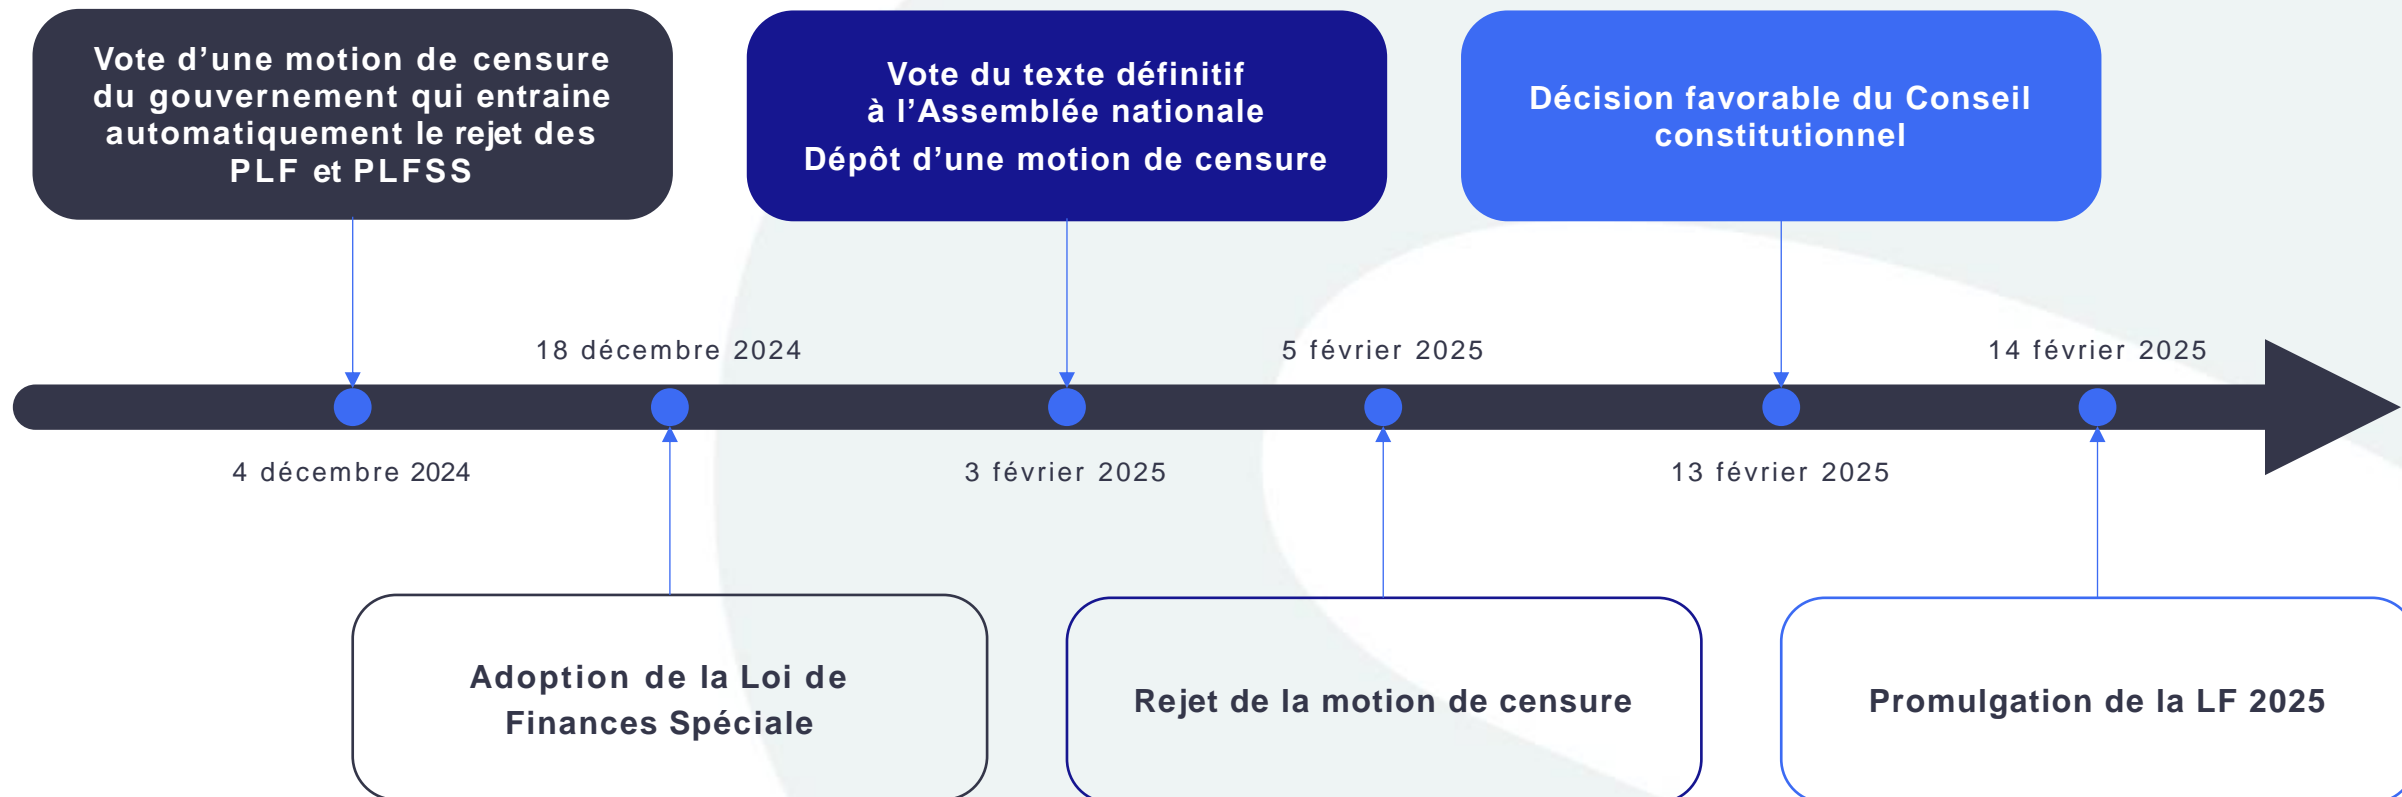 Vote d’une motion de censure
du gouvernement qui entraine
automatiquement le rejet des
PLF et PLFSS
Vote du texte définitif
à l’Assemblée nationale
Dépôt d’une motion de censure
Décision favorable du Conseil
constitutionnel
18 décembre 2024
5 février 2025
14 février 2025
4 décembre 2024
3 février 2025
13 février 2025
Adoption de la Loi de
Finances Spéciale
Rejet de la motion de censure
Promulgation de la LF 2025